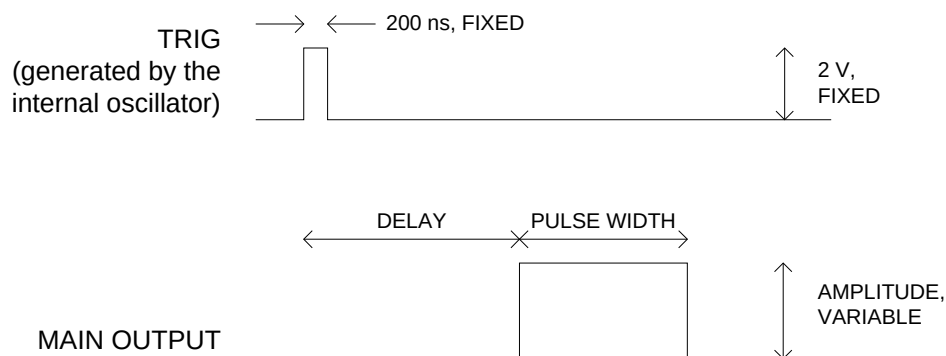 200 ns, FIXED
TRIG
(generated by the
internal oscillator)
2 V,
FIXED
DELAY
PULSE WIDTH
AMPLITUDE,
VARIABLE
MAIN OUTPUT